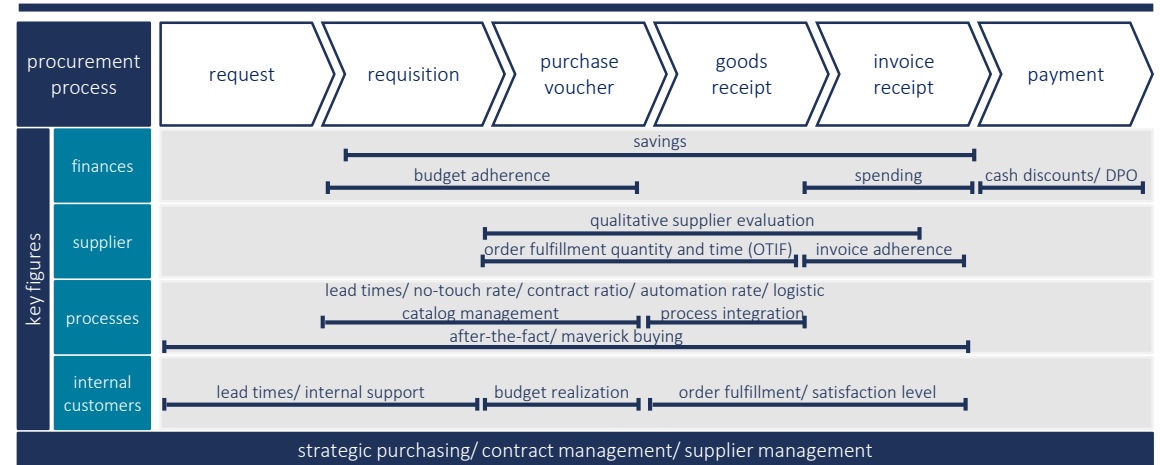 procurement
process
request
requisition
purchase
voucher
goods
receipt
invoice
receipt
payment
key figures
finances
savings
budget adherence
spending
cash discounts/ DPO
supplier
qualitative supplier evaluation
order fulfillment quantity and time (OTIF)
invoice adherence
processes
lead times/ no-touch rate/ contract ratio/ automation rate/ logistic
catalog management
process integration
after-the-fact/ maverick buying
internal
customers
lead times/ internal support
budget realization
order fulfillment/ satisfaction level
strategic purchasing/ contract management/ supplier management